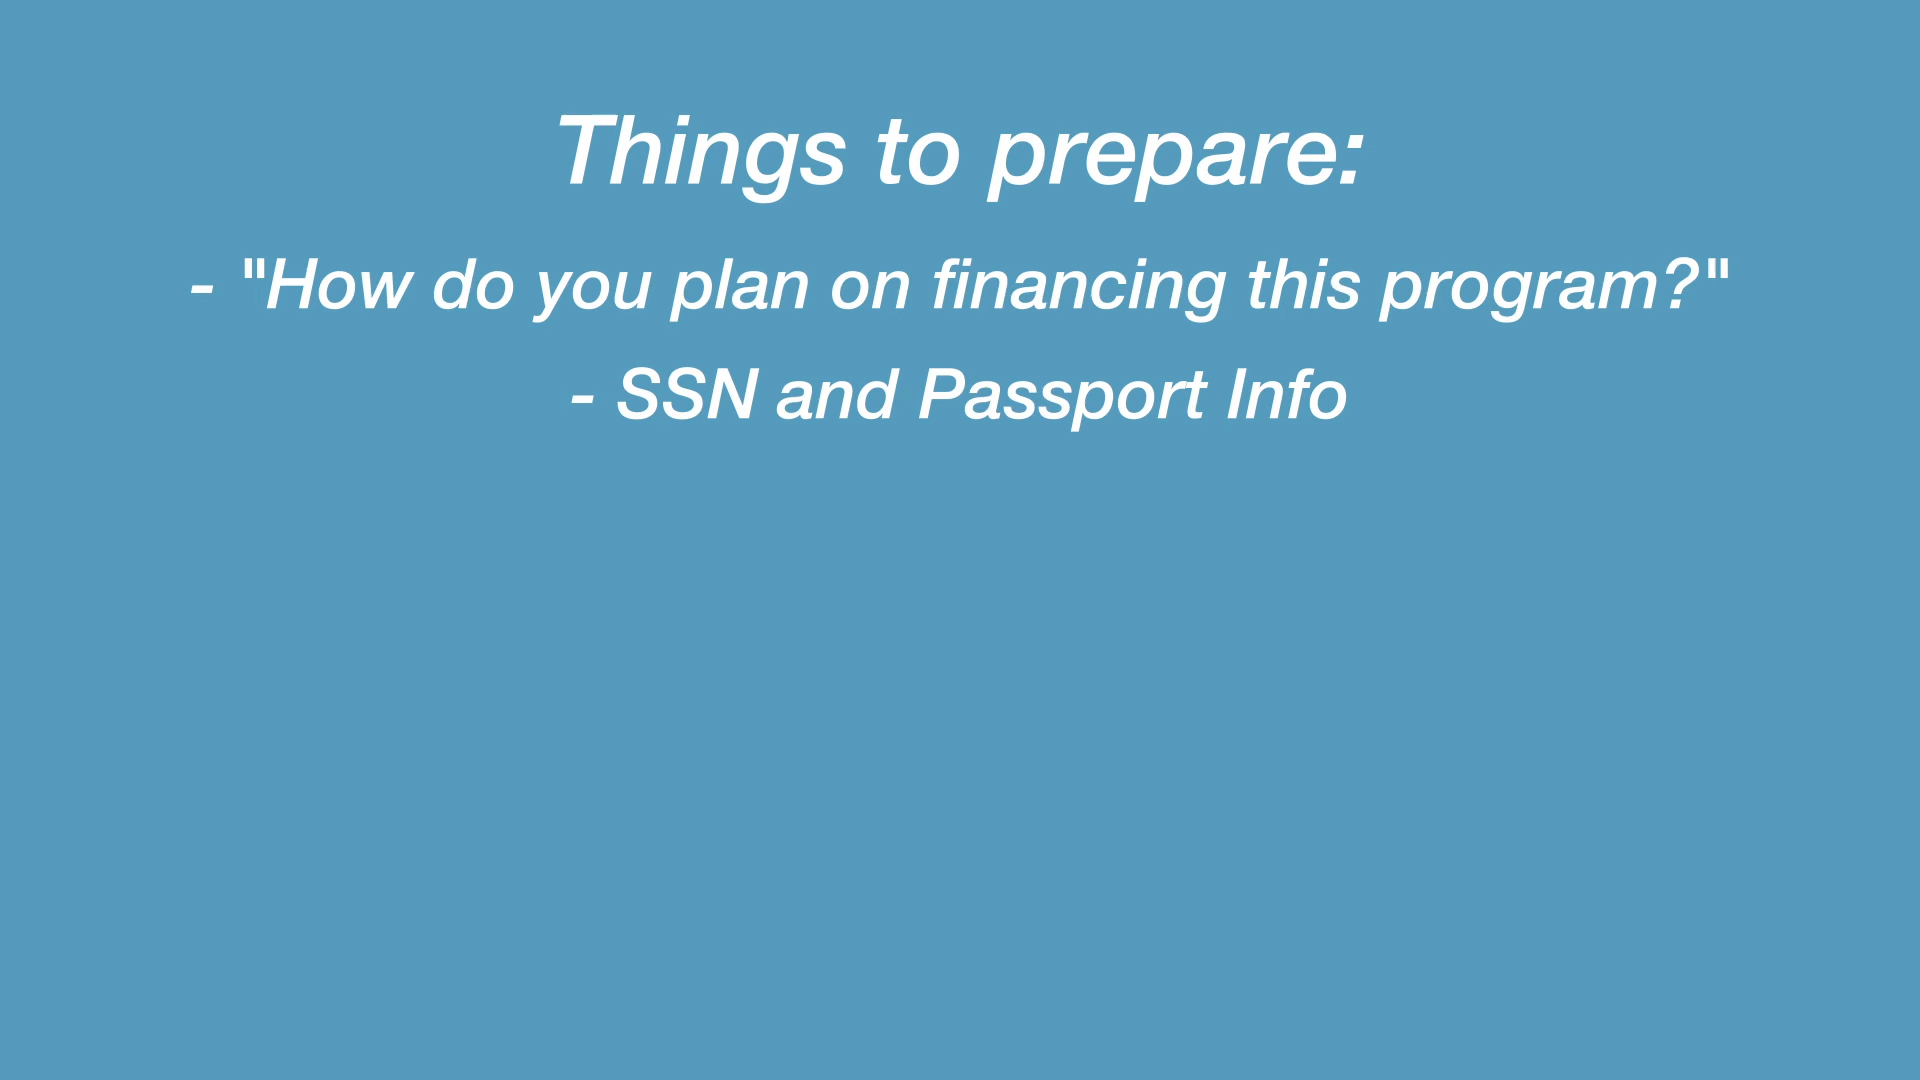 Things to prepare:
- "How do you plan on financing this program?"
- SSN and Passport Info